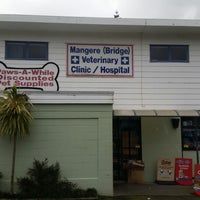 Mangere (Bridge)
Veterinary
Clinic / Hospital
Paws-A-While
Discounted
Pet Supplies